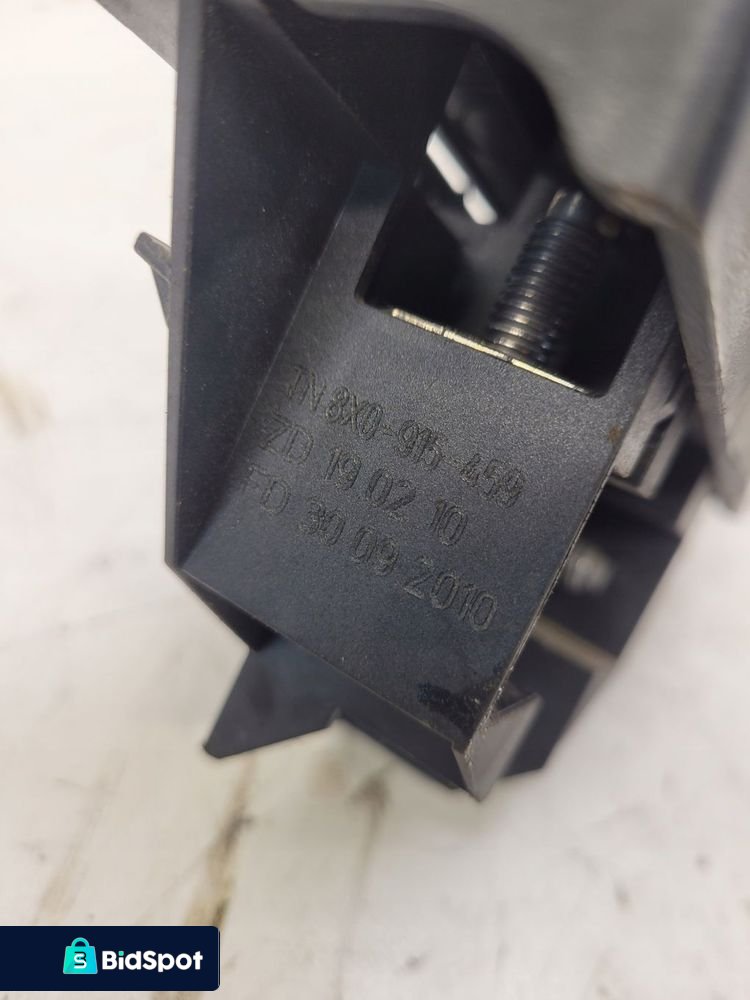 TN 8X0-915-459
ZD 19 02 10
FD 30 09 2010
BidSpot